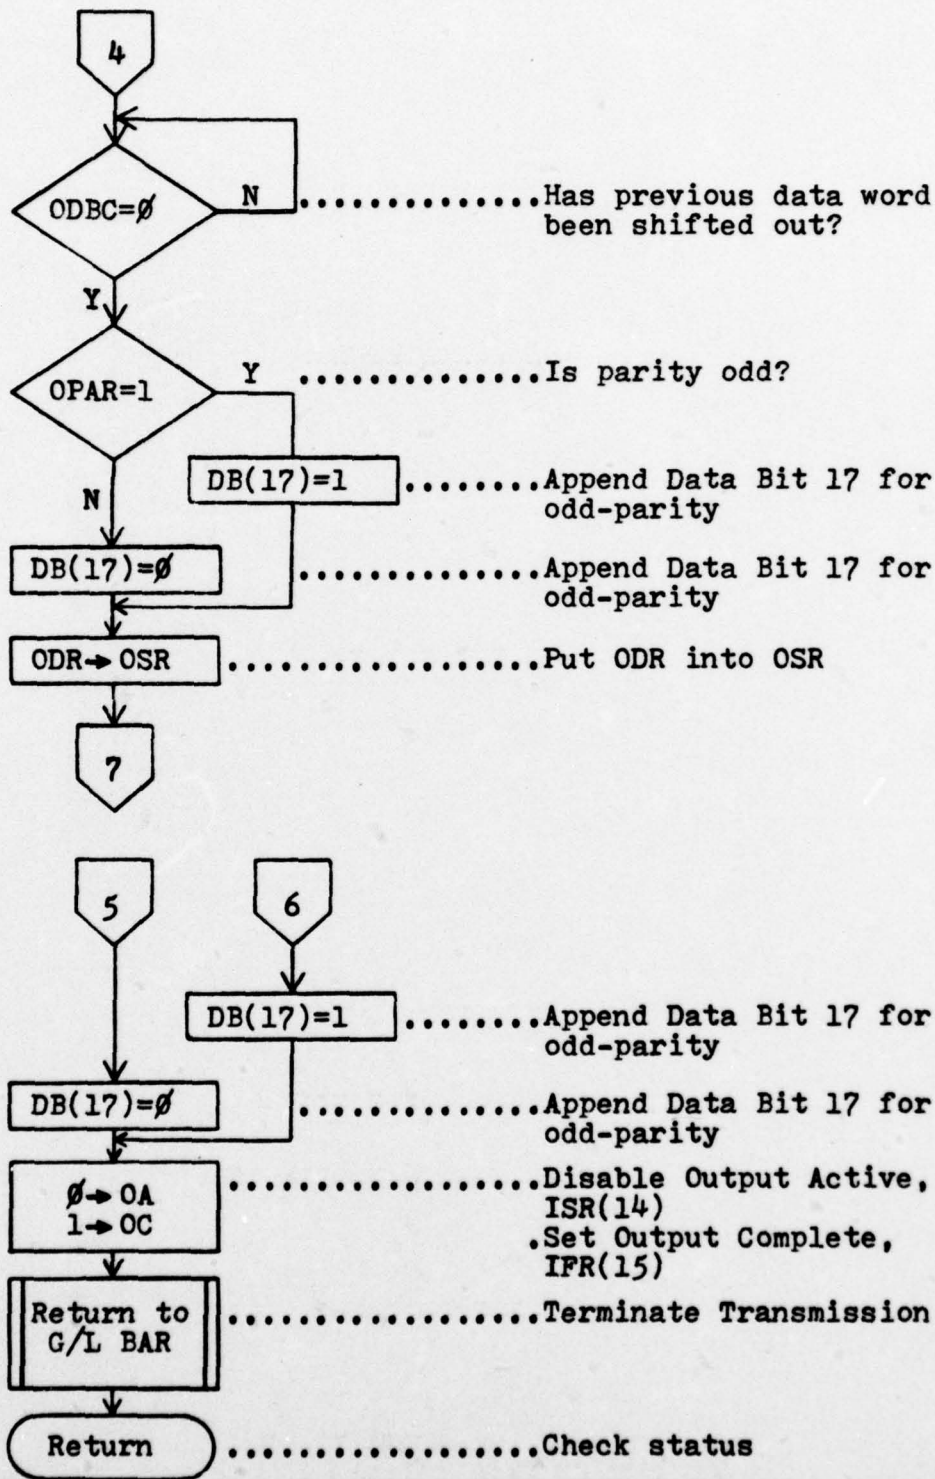 4
ODBC=Ø
N ..............Has previous data word
been shifted out?
Y
OPAR=1
Y ..............Is parity odd?
DB(17)=1 ........Append Data Bit 17 for
odd-parity
N
DB(17)=Ø ..............Append Data Bit 17 for
odd-parity
ODR→OSR ..................Put ODR into OSR
7
5
6
DB(17)=1 ........Append Data Bit 17 for
odd-parity
DB(17)=Ø ..............Append Data Bit 17 for
odd-parity
Ø→OA ..................Disable Output Active,
1→OC
ISR(14)
.Set Output Complete,
IFR(15)
Return to ..................Terminate Transmission
G/L BAR
Return ..................Check status